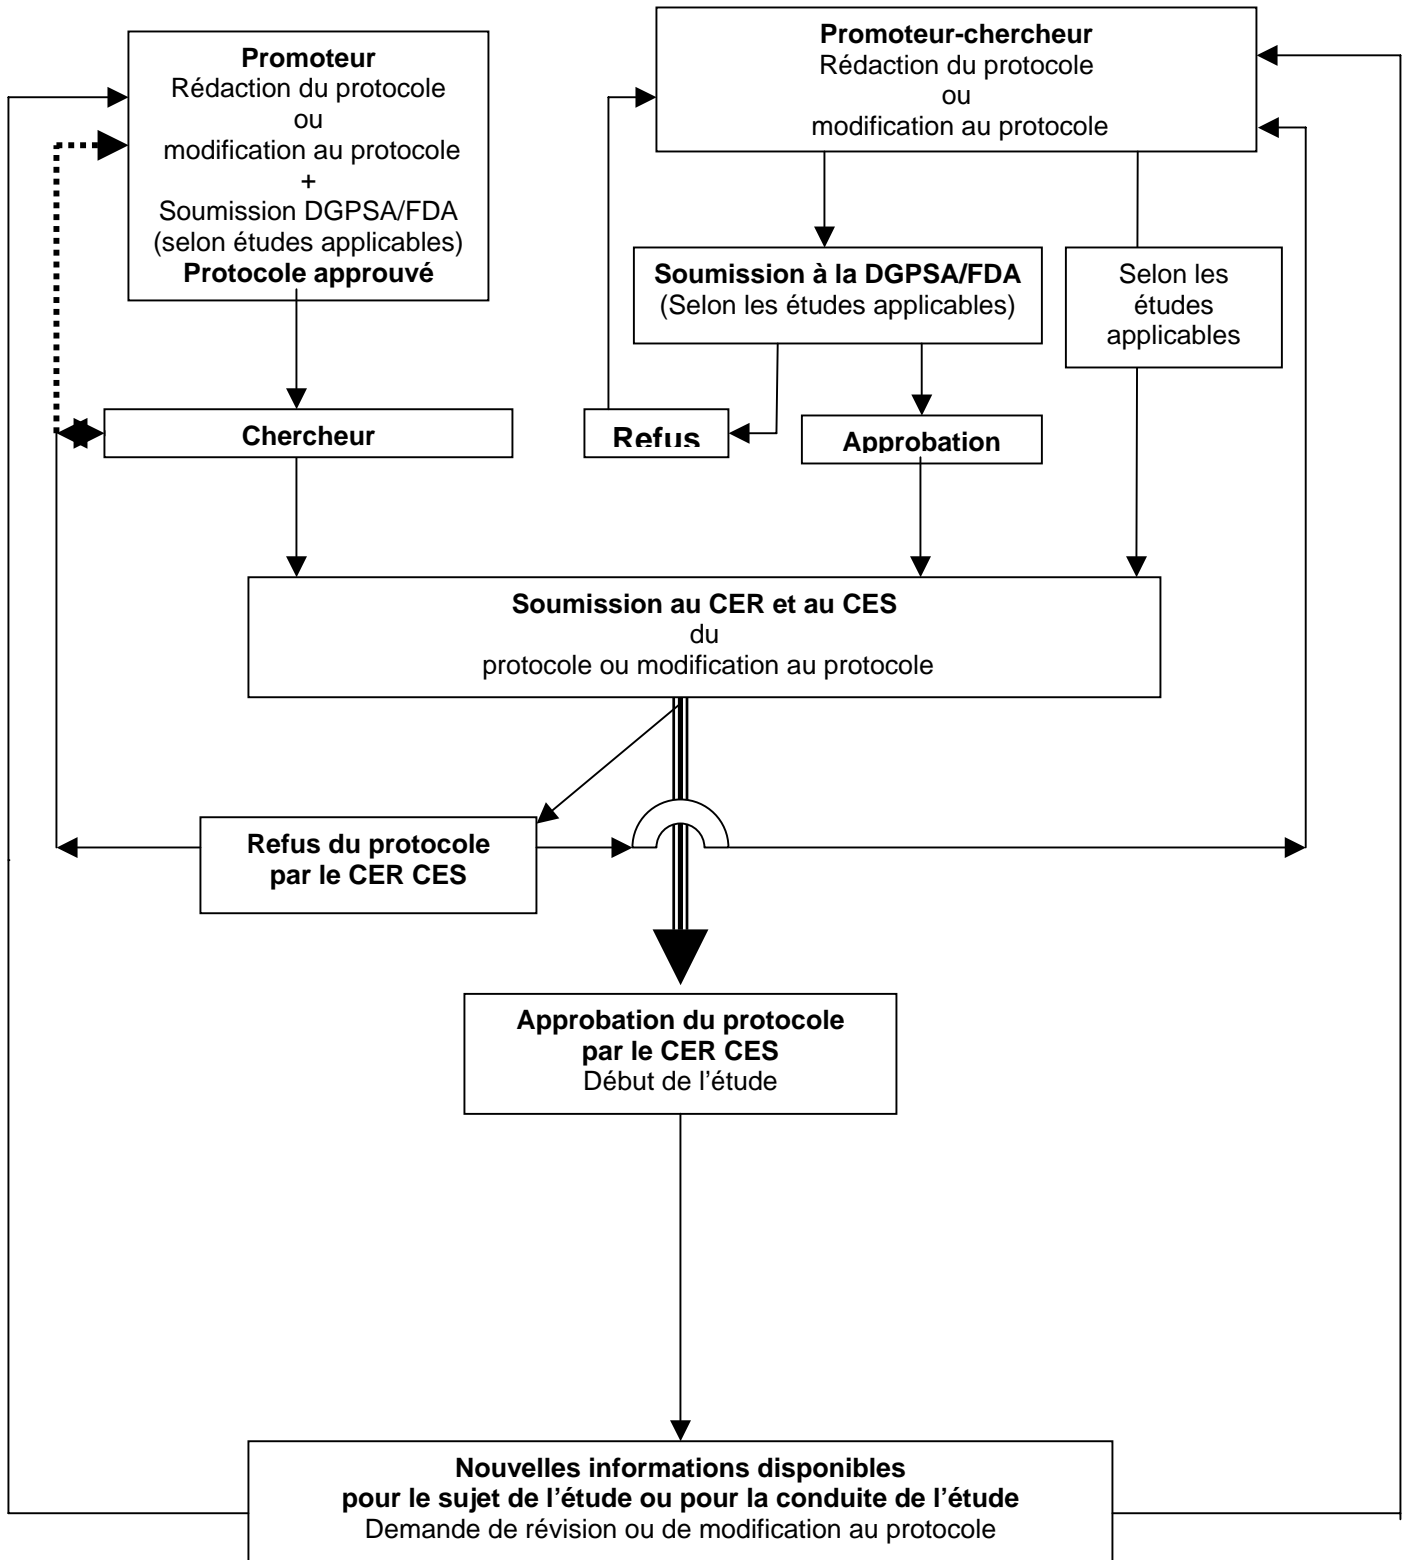 Promoteur
Rédaction du protocole
ou
modification au protocole
+
Soumission DGPSA/FDA
(selon études applicables)
Protocole approuvé
Promoteur-chercheur
Rédaction du protocole
ou
modification au protocole
Soumission à la DGPSA/FDA
(Selon les études applicables)
Selon les
études
applicables
Chercheur
Refus
Approbation
Soumission au CER et au CES
du
protocole ou modification au protocole
Refus du protocole
par le CER CES
Approbation du protocole
par le CER CES
Début de l’étude
Nouvelles informations disponibles
pour le sujet de l’étude ou pour la conduite de l’étude
Demande de révision ou de modification au protocole